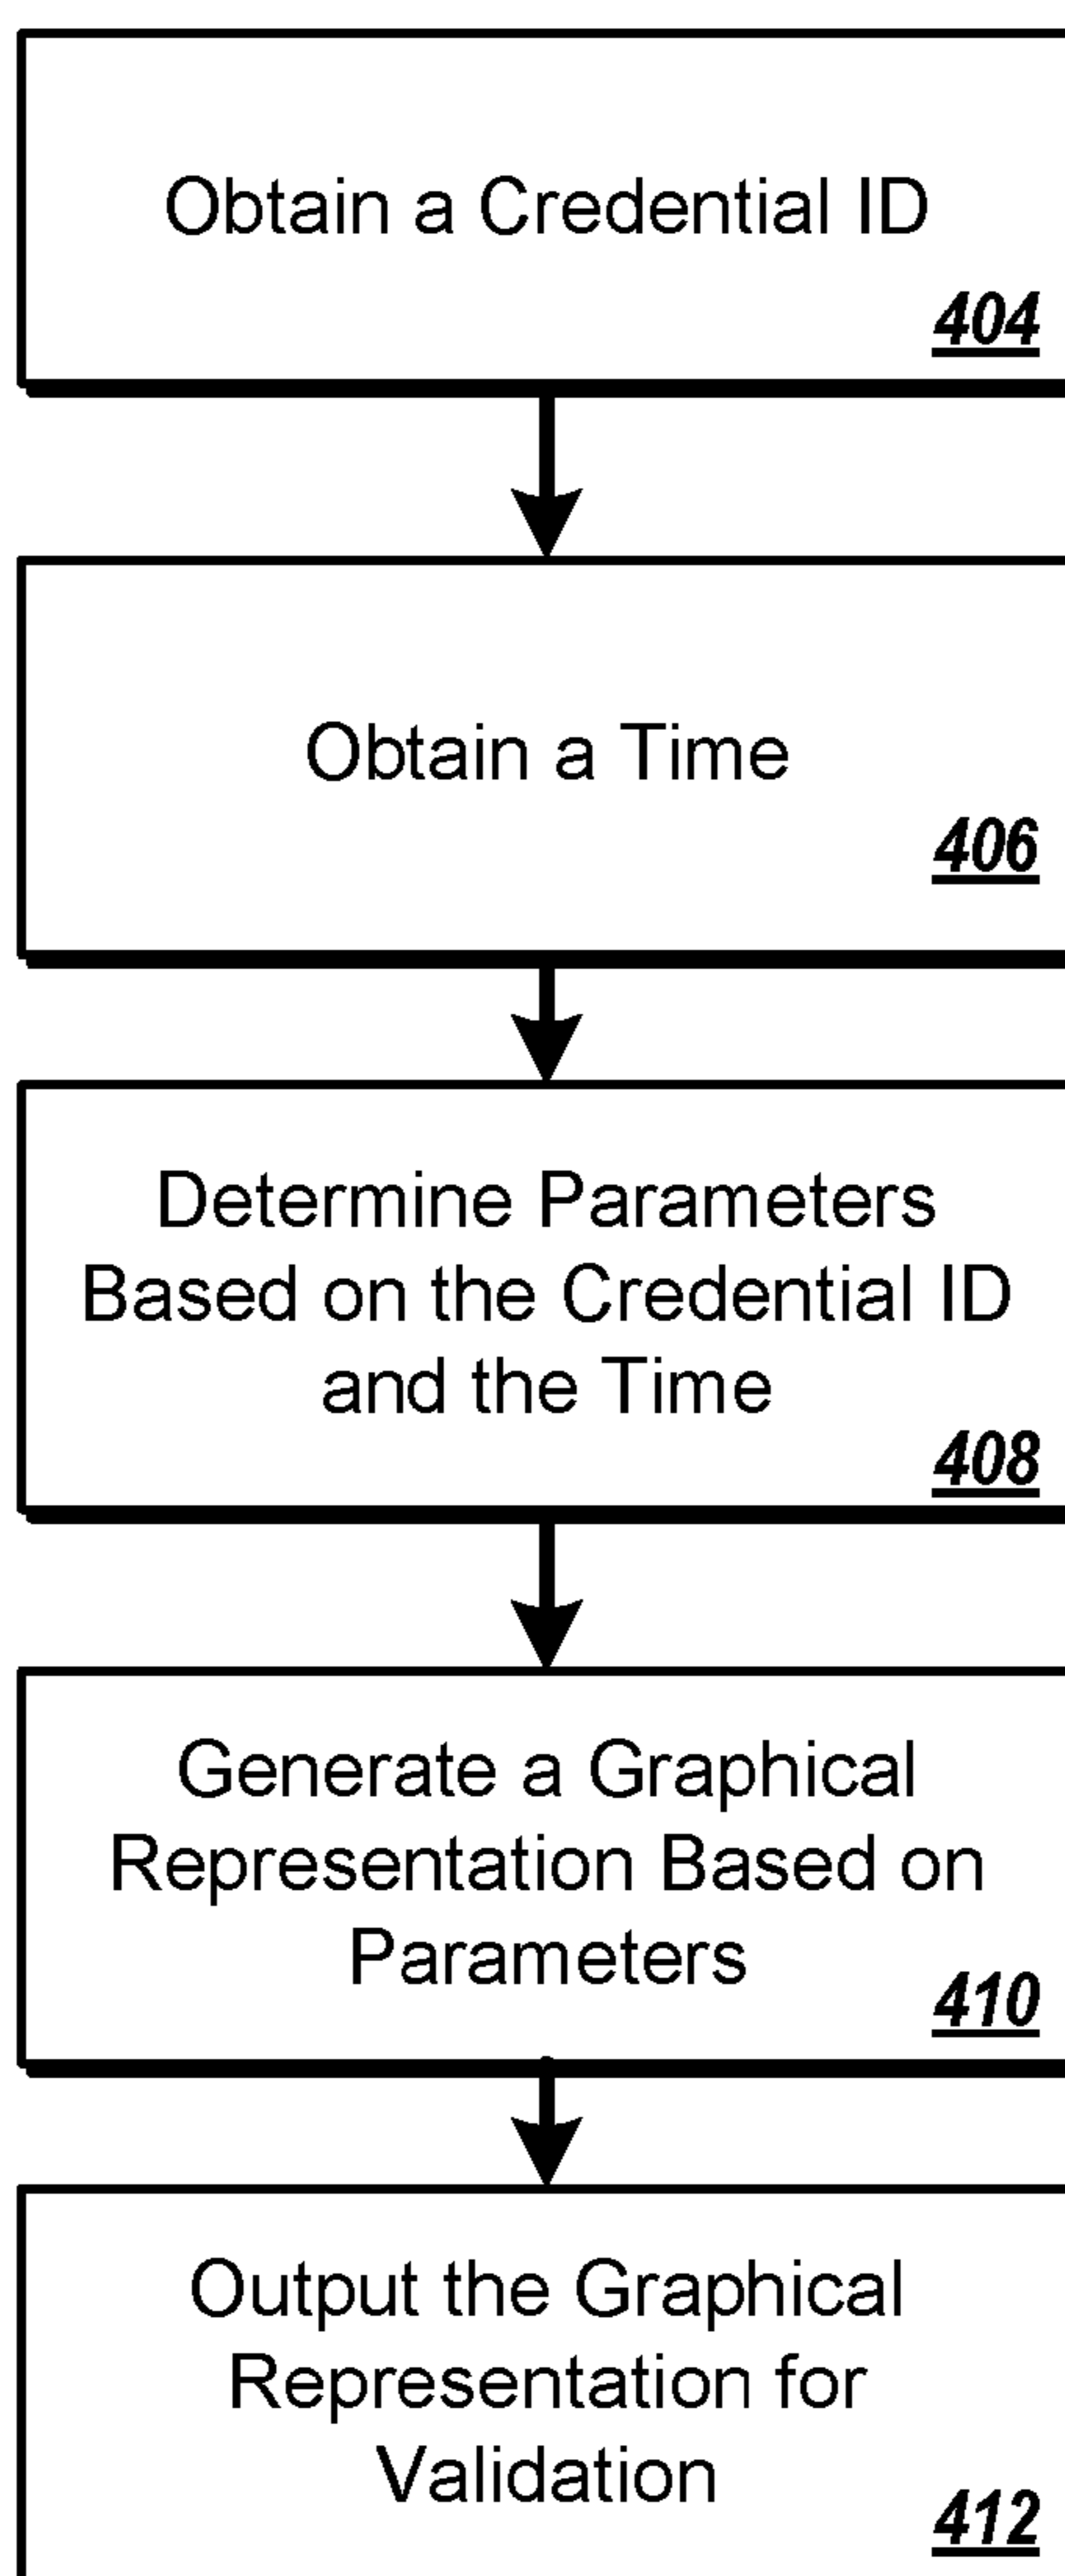 Obtain a Credential ID
404
Obtain a Time
406
Determine Parameters
Based on the Credential ID
and the Time
408
Generate a Graphical
Representation Based on
Parameters
410
Output the Graphical
Representation for
Validation
412